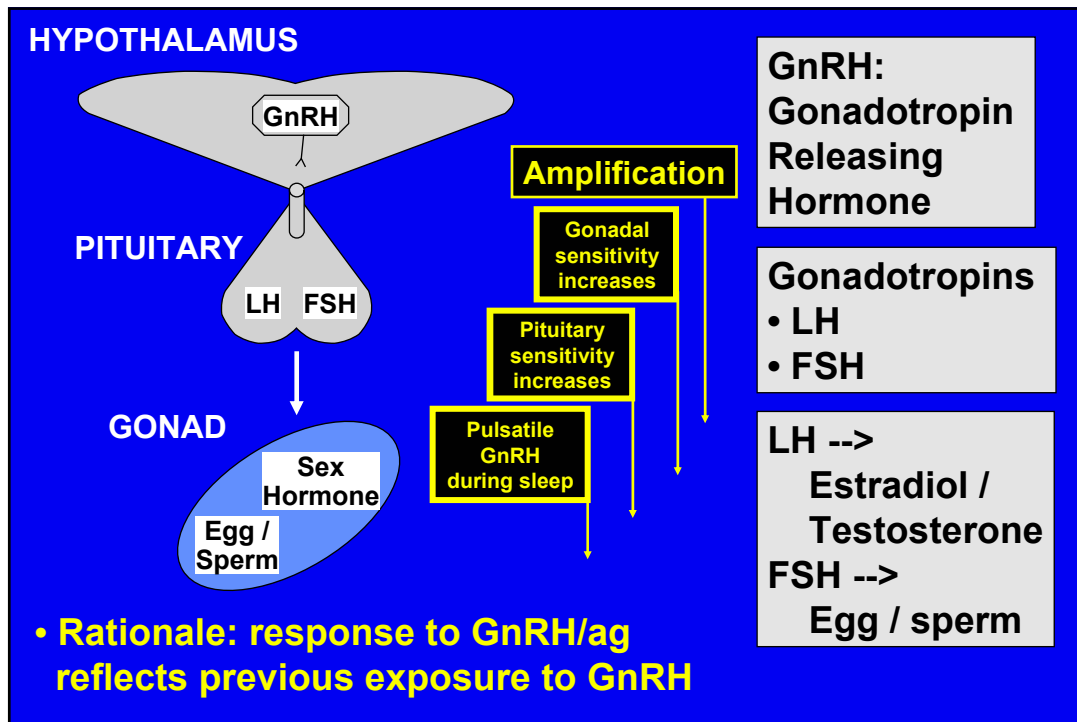 HYPOTHALAMUS
GnRH
PITUITARY
LH FSH
GONAD
Sex
Hormone
Egg /
Sperm
Amplification
Gonadal
sensitivity
increases
Pituitary
sensitivity
increases
Pulsatile
GnRH
during sleep
GnRH:
Gonadotropin
Releasing
Hormone
Gonadotropins
• LH
• FSH
LH -->
Estradiol /
Testosterone
FSH -->
Egg / sperm
• Rationale: response to GnRH/ag
reflects previous exposure to GnRH